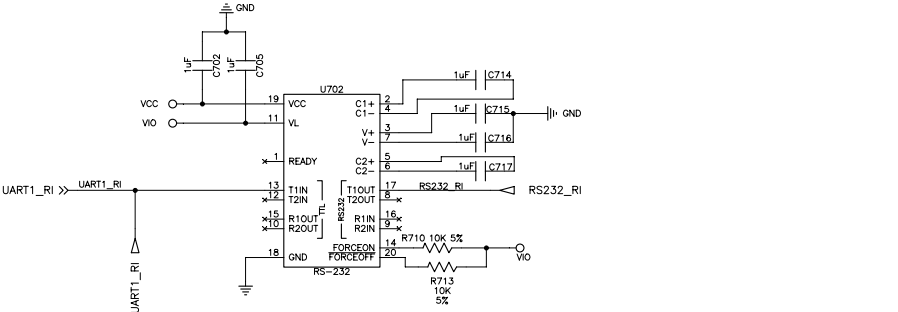 GND
1uF
C702
1uF
C705
U702
VCC
19
VCC
VIO
11
VL
1
READY
UART1_RI
UART1_RI
13
T1IN
12
T2IN
15
R1OUT
10
R2OUT
TTL
RS232
18
GND
RS-232
UART1_RI
C1+
2
C1-
4
V+
3
V-
7
C2+
5
C2-
6
1uF
C714
1uF
C715
GND
1uF
C716
1uF
C717
T1OUT
17
RS232_RI
RS232_RI
T2OUT
8
R1IN
16
R2IN
9
FORCEON
14
R710 10K 5%
FORCEOFF
20
VIO
R713
10K
5%